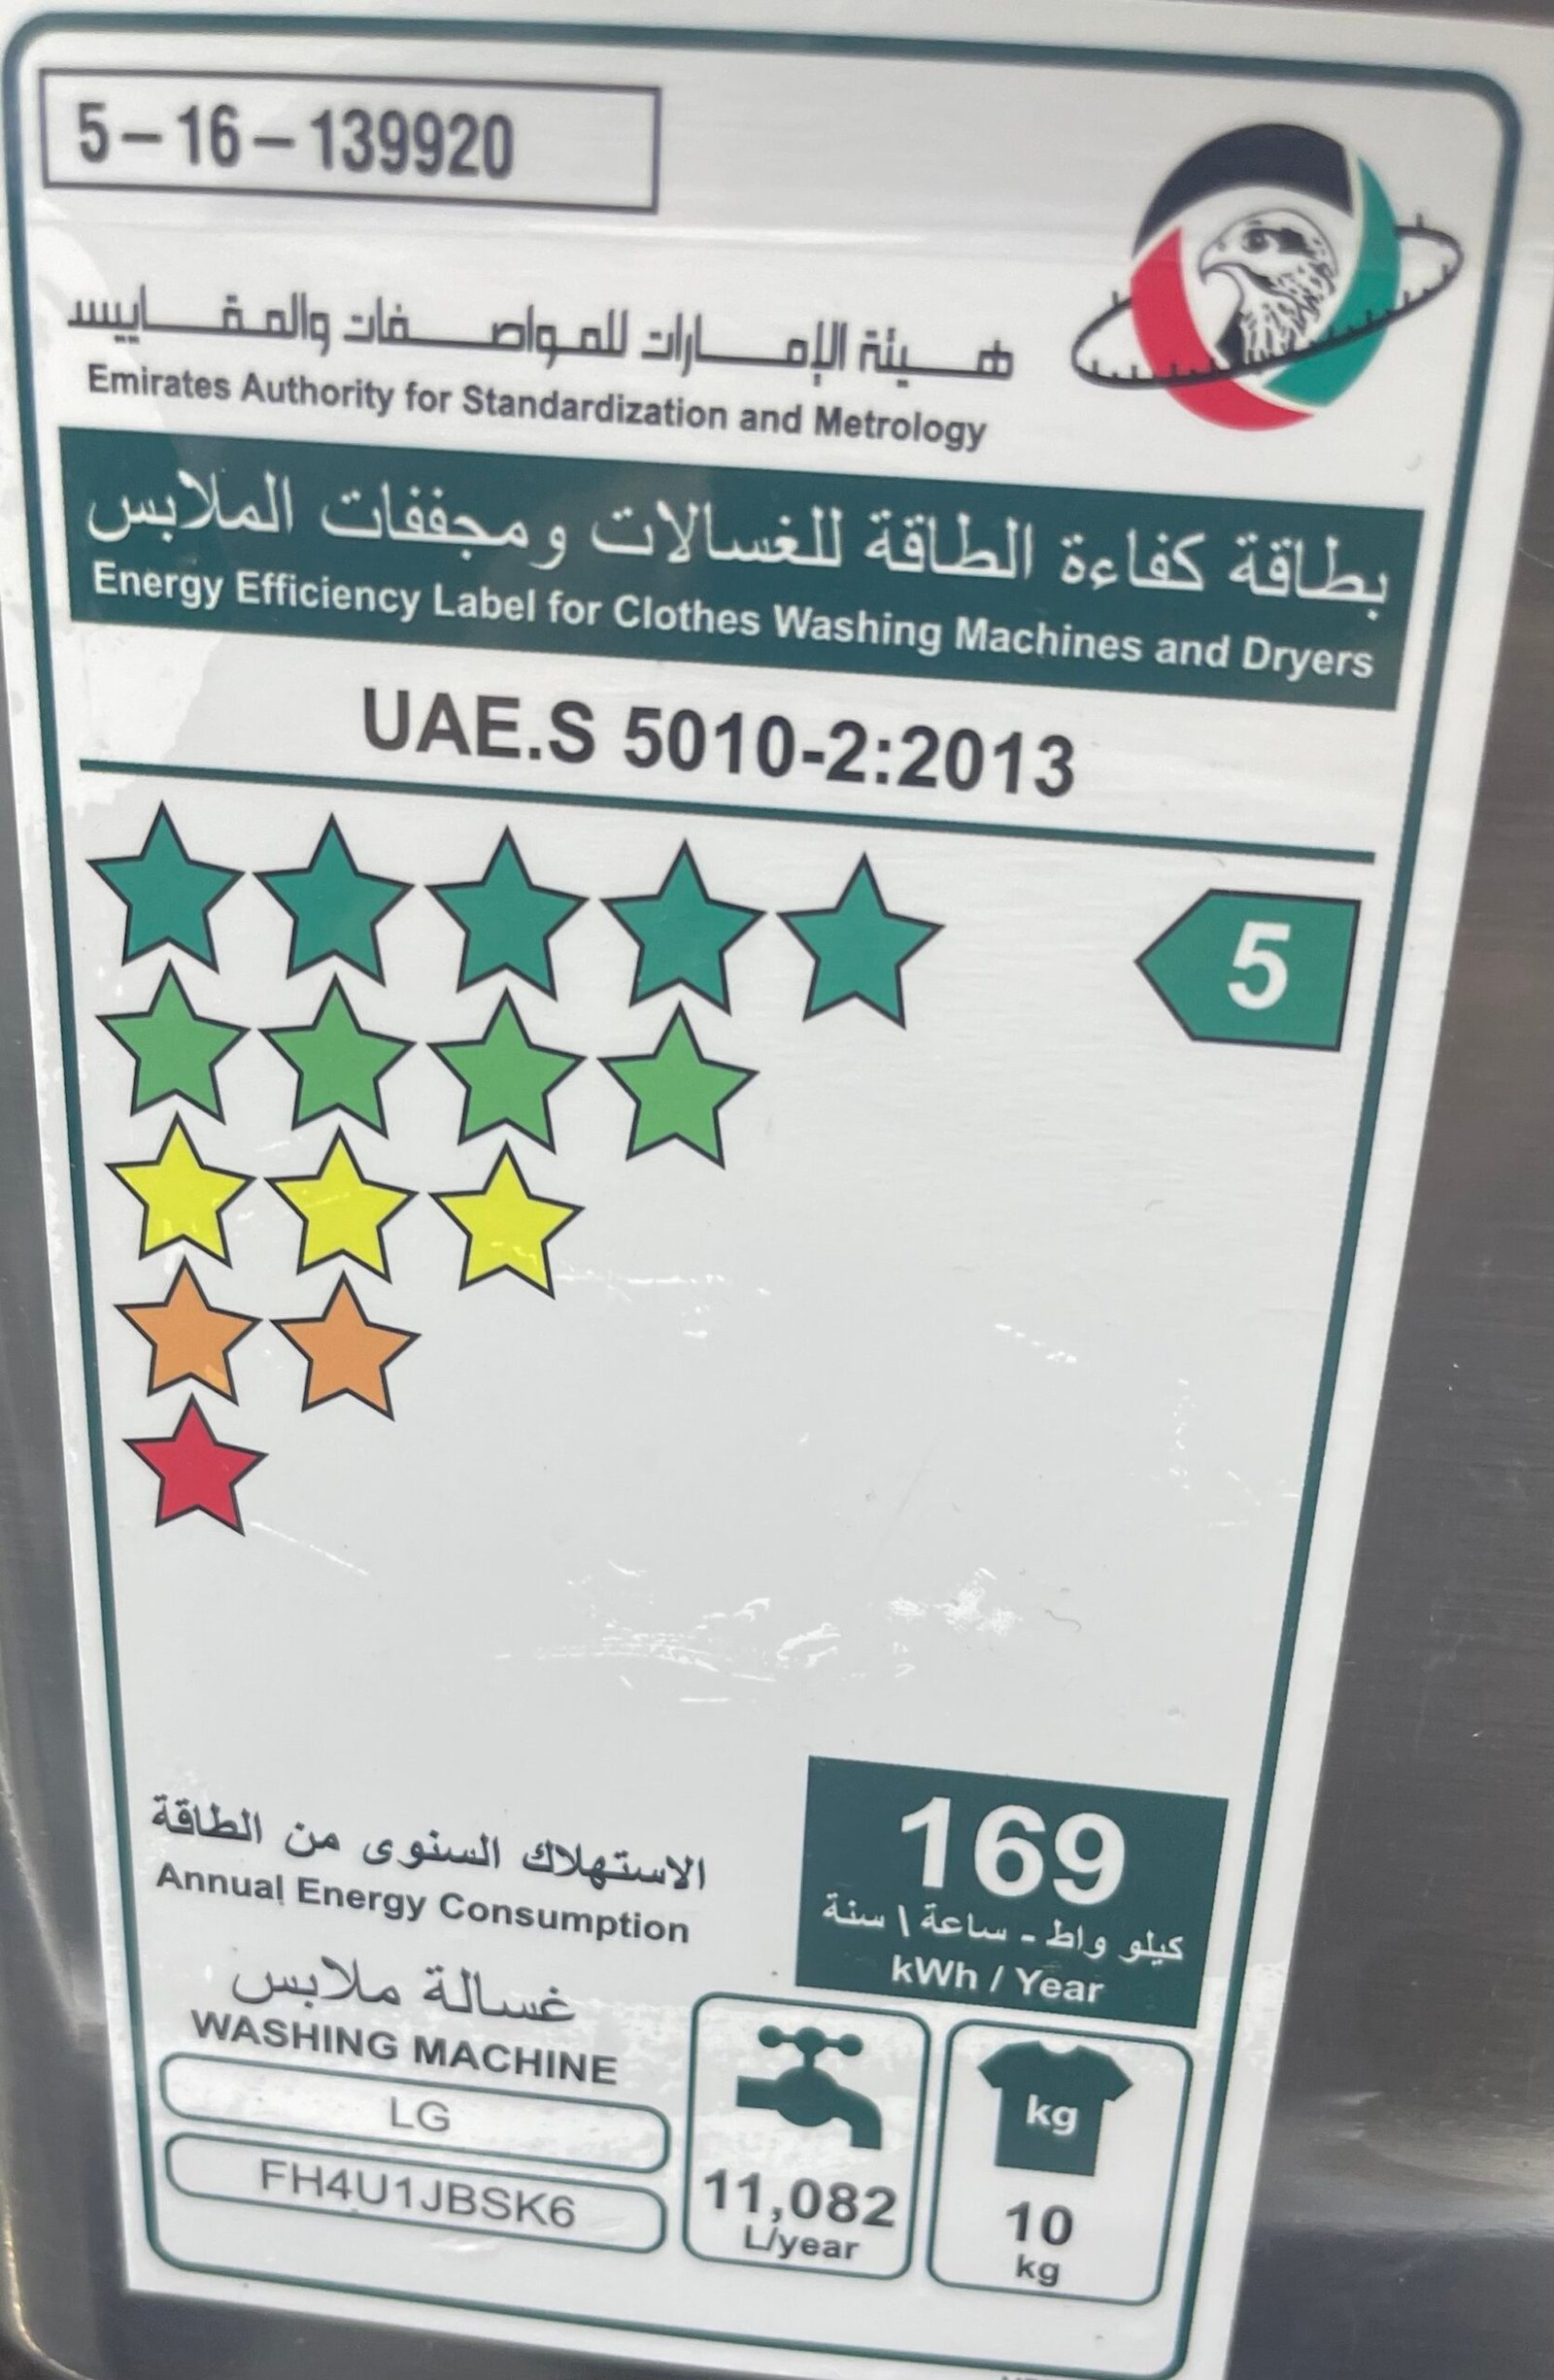 5-16-139920
هيئة الإمارات للمواصفات والمقاييس
Emirates Authority for Standardization and Metrology
بطاقة كفاءة الطاقة للغسالات ومجففات الملابس
Energy Efficiency Label for Clothes Washing Machines and Dryers
UAE.S 5010-2:2013
5
169
كيلو واط - ساعة \ سنة
kWh / Year
الاستهلاك السنوى من الطاقة
Annual Energy Consumption
غسالة ملابس
WASHING MACHINE
LG
FH4U1JBSK6
11,082
L/year
kg
10
kg